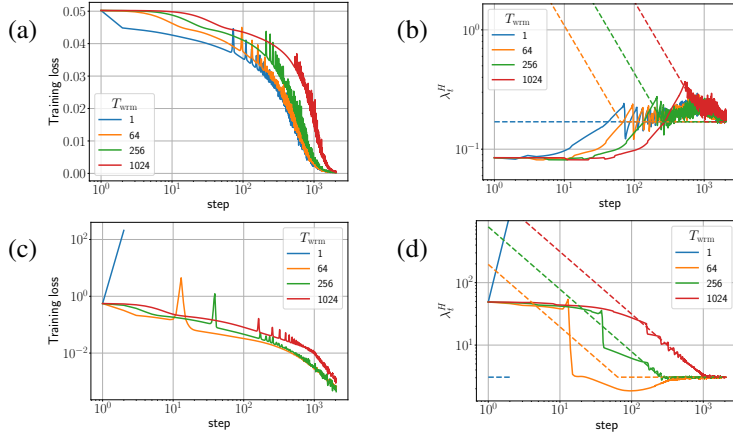 (a)
Training loss
0.05
0.04
0.03
0.02
0.01
0.00
T_wrm
1
64
256
1024
10^0
10^1
10^2
10^3
step
(b)
λ_t^H
10^0
10^-1
T_wrm
1
64
256
1024
10^0
10^1
10^2
10^3
step
(c)
Training loss
10^2
10^0
10^-2
T_wrm
1
64
256
1024
10^0
10^1
10^2
10^3
step
(d)
λ_t^H
10^2
10^1
T_wrm
1
64
256
1024
10^0
10^1
10^2
10^3
step